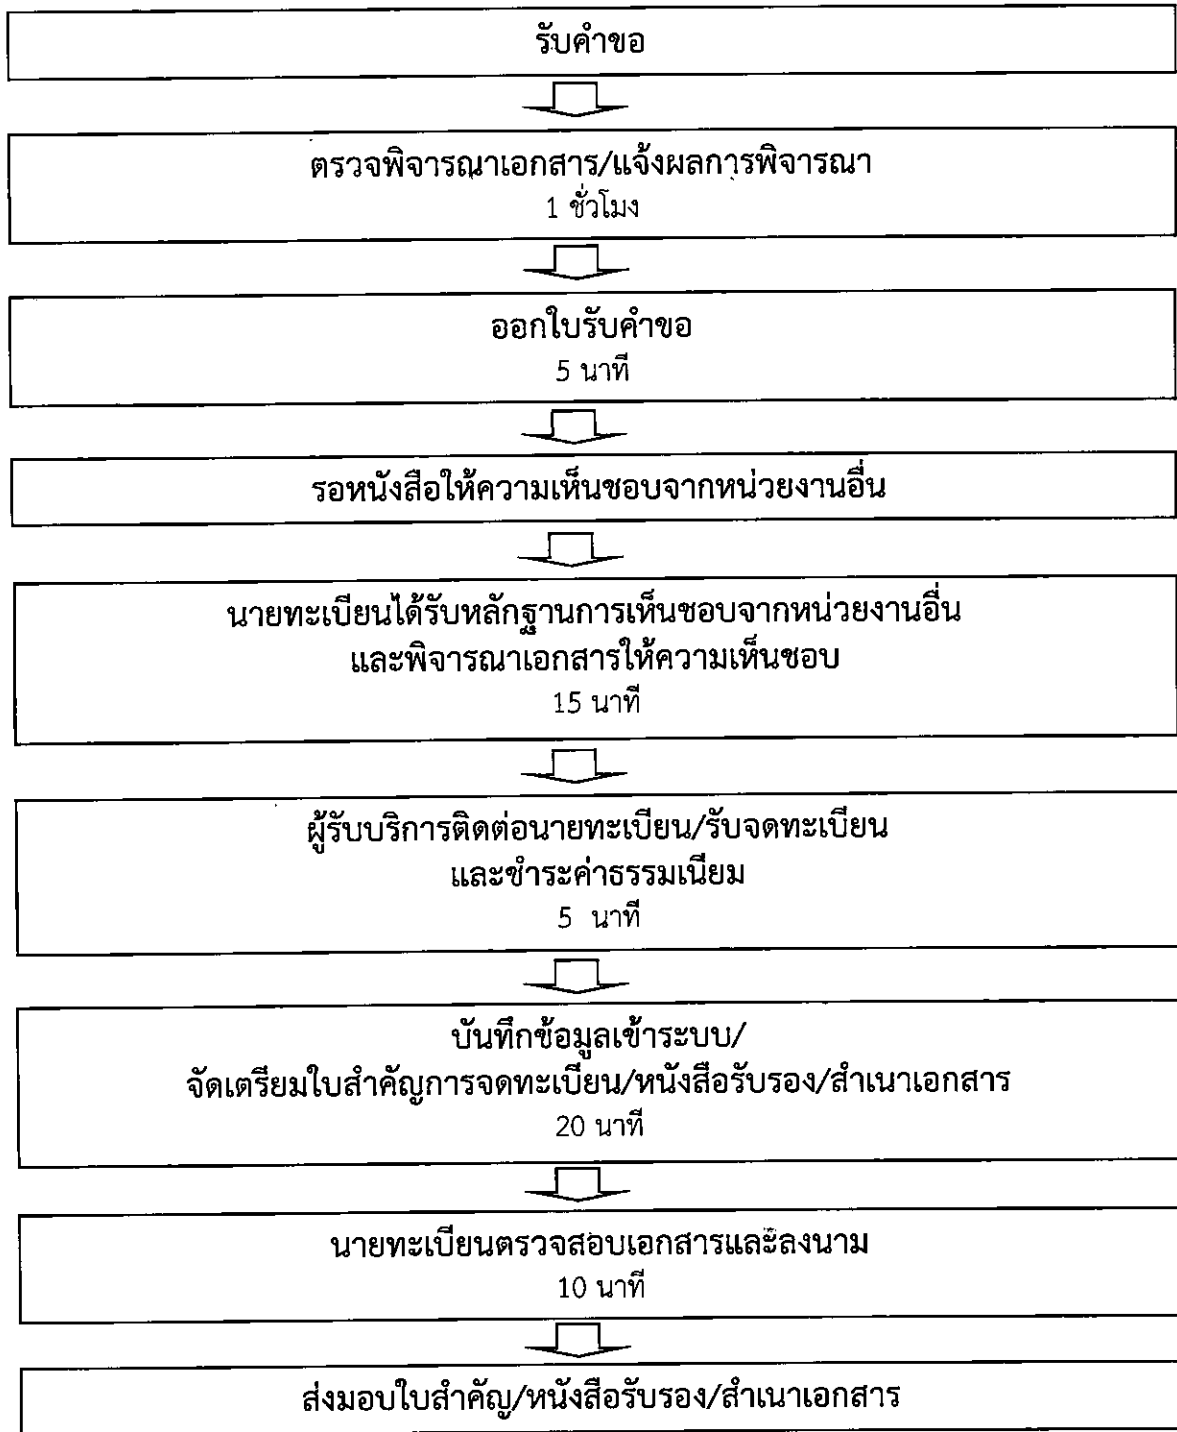 รับคำขอ
ตรวจพิจารณาเอกสาร/แจ้งผลการพิจารณา
1 ชั่วโมง
ออกใบรับคำขอ
5 นาที
รอหนังสือให้ความเห็นชอบจากหน่วยงานอื่น
นายทะเบียนได้รับหลักฐานการเห็นชอบจากหน่วยงานอื่น
และพิจารณาเอกสารให้ความเห็นชอบ
15 นาที
ผู้รับบริการติดต่อนายทะเบียน/รับจดทะเบียน
และชำระค่าธรรมเนียม
5 นาที
บันทึกข้อมูลเข้าระบบ/
จัดเตรียมใบสำคัญการจดทะเบียน/หนังสือรับรอง/สำเนาเอกสาร
20 นาที
นายทะเบียนตรวจสอบเอกสารและลงนาม
10 นาที
ส่งมอบใบสำคัญ/หนังสือรับรอง/สำเนาเอกสาร